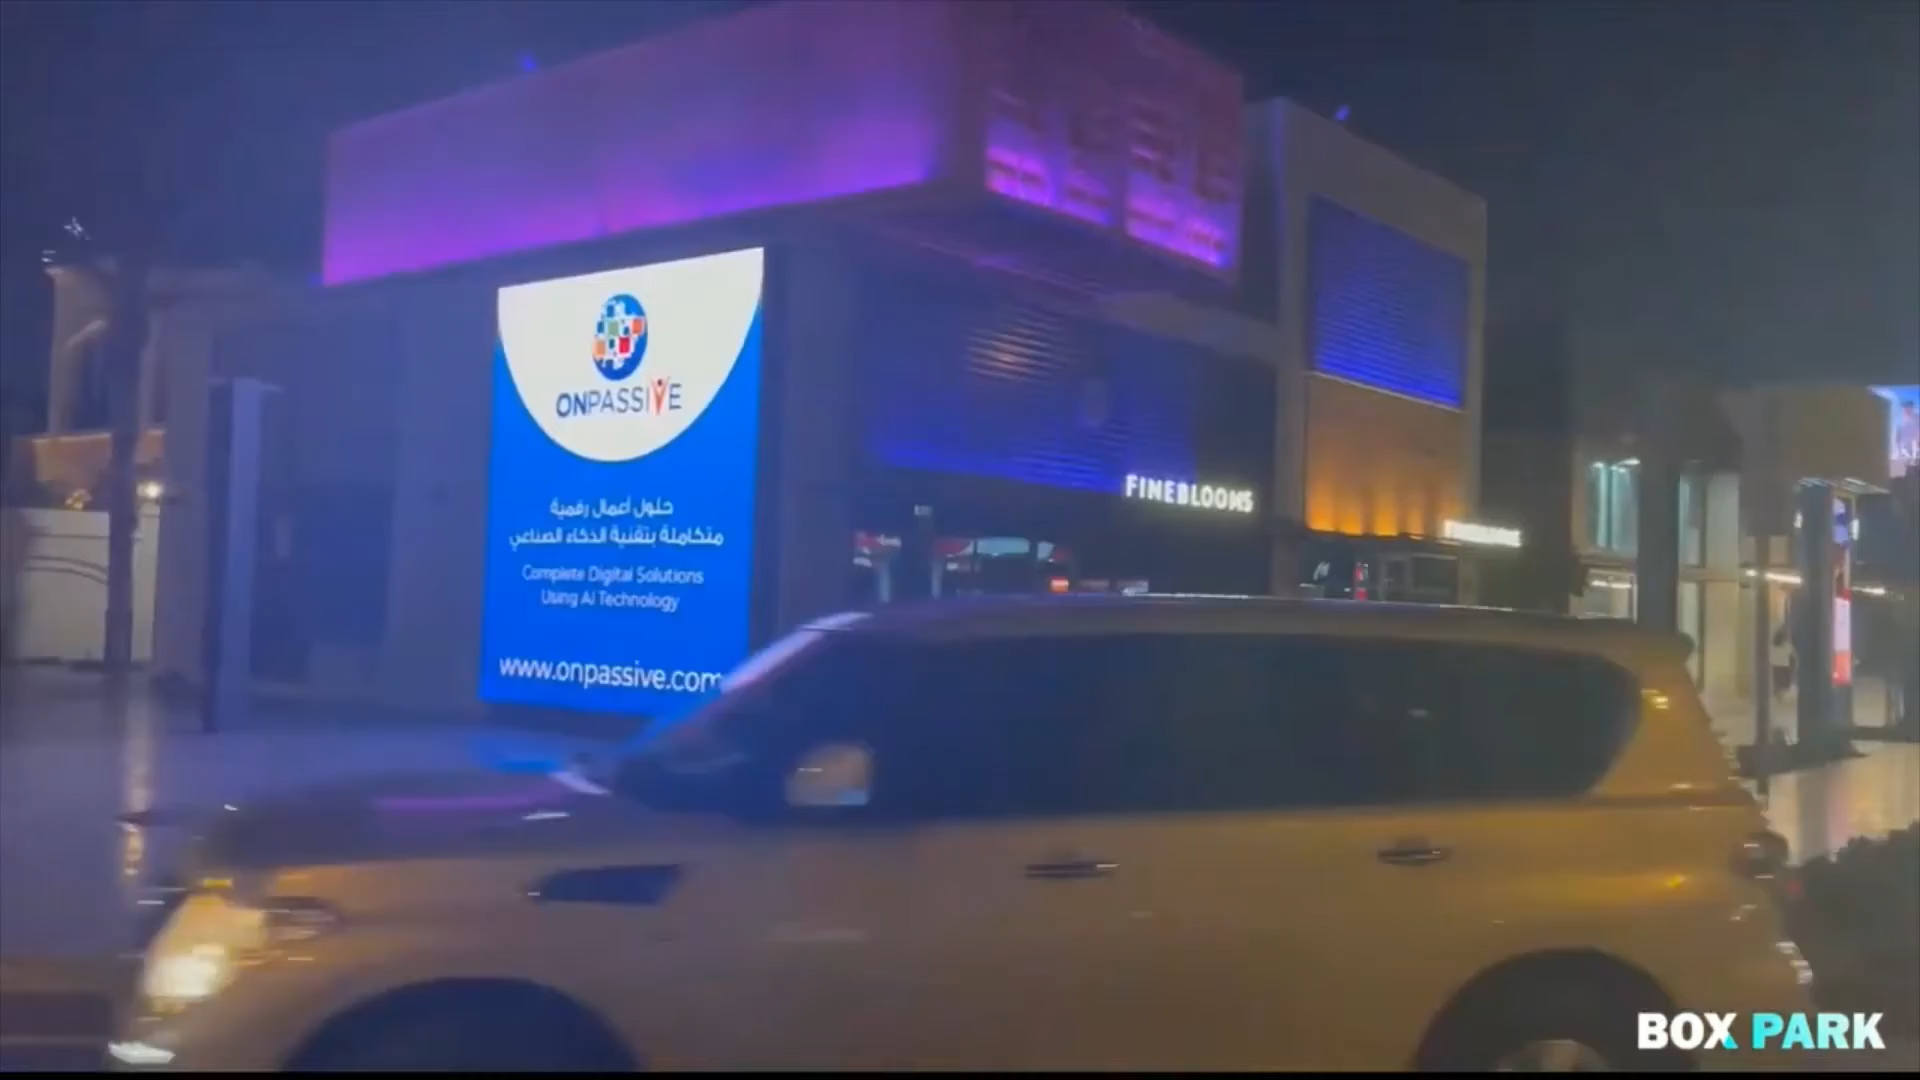 ONPASSIVE
حلول أعمال رقمية
متكاملة بتقنية الذكاء الصناعي
Complete Digital Solutions
Using AI Technology
www.onpassive.com
FINEBLOOMS
BOX PARK